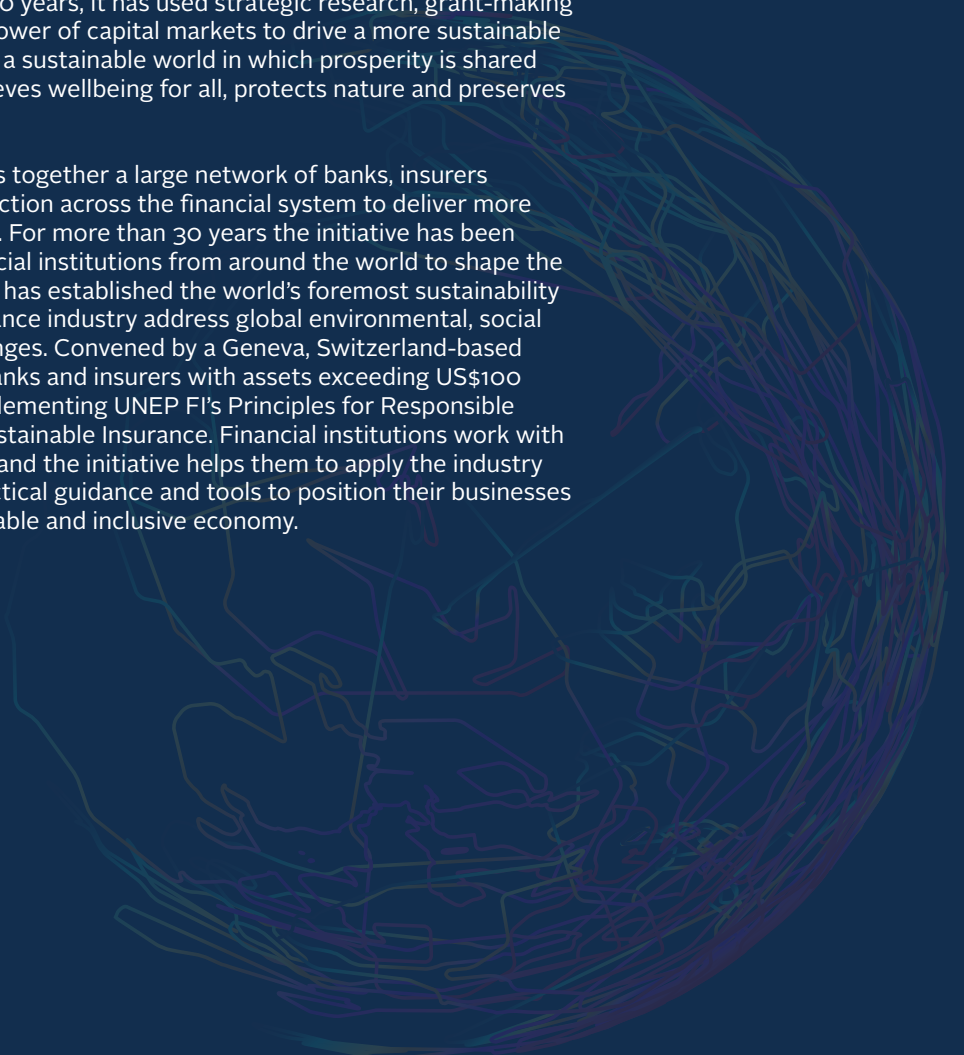 0 years, it has used strategic research, grant-making
ower of capital markets to drive a more sustainable
a sustainable world in which prosperity is shared
eves wellbeing for all, protects nature and preserves
s together a large network of banks, insurers
ction across the financial system to deliver more
. For more than 30 years the initiative has been
cial institutions from around the world to shape the
has established the world’s foremost sustainability
ance industry address global environmental, social
nges. Convened by a Geneva, Switzerland-based
anks and insurers with assets exceeding US$100
lementing UNEP FI’s Principles for Responsible
stainable Insurance. Financial institutions work with
and the initiative helps them to apply the industry
ctical guidance and tools to position their businesses
able and inclusive economy.